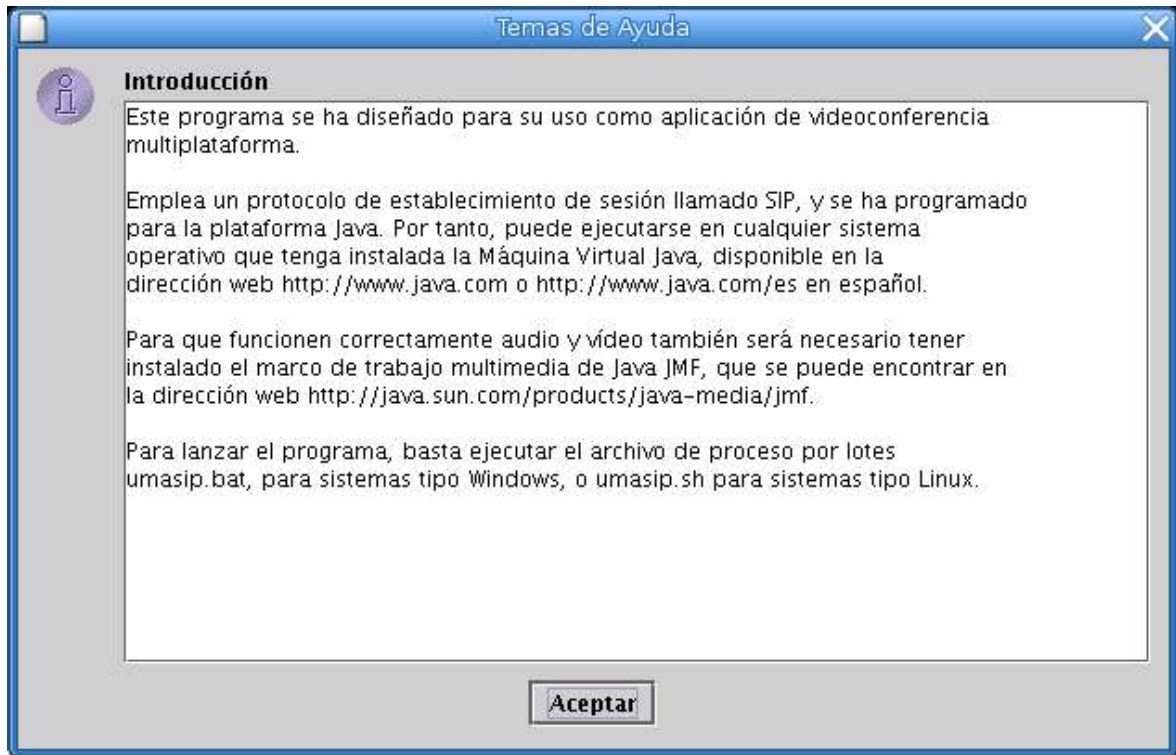 Temas de Ayuda
Introducción
Este programa se ha diseñado para su uso como aplicación de videoconferencia
multiplataforma.
Emplea un protocolo de establecimiento de sesión llamado SIP, y se ha programado
para la plataforma Java. Por tanto, puede ejecutarse en cualquier sistema
operativo que tenga instalada la Máquina Virtual Java, disponible en la
dirección web http://www.java.com o http://www.java.com/es en español.
Para que funcionen correctamente audio y vídeo también será necesario tener
instalado el marco de trabajo multimedia de Java JMF, que se puede encontrar en
la dirección web http://java.sun.com/products/java-media/jmf.
Para lanzar el programa, basta ejecutar el archivo de proceso por lotes
umasip.bat, para sistemas tipo Windows, o umasip.sh para sistemas tipo Linux.
Aceptar